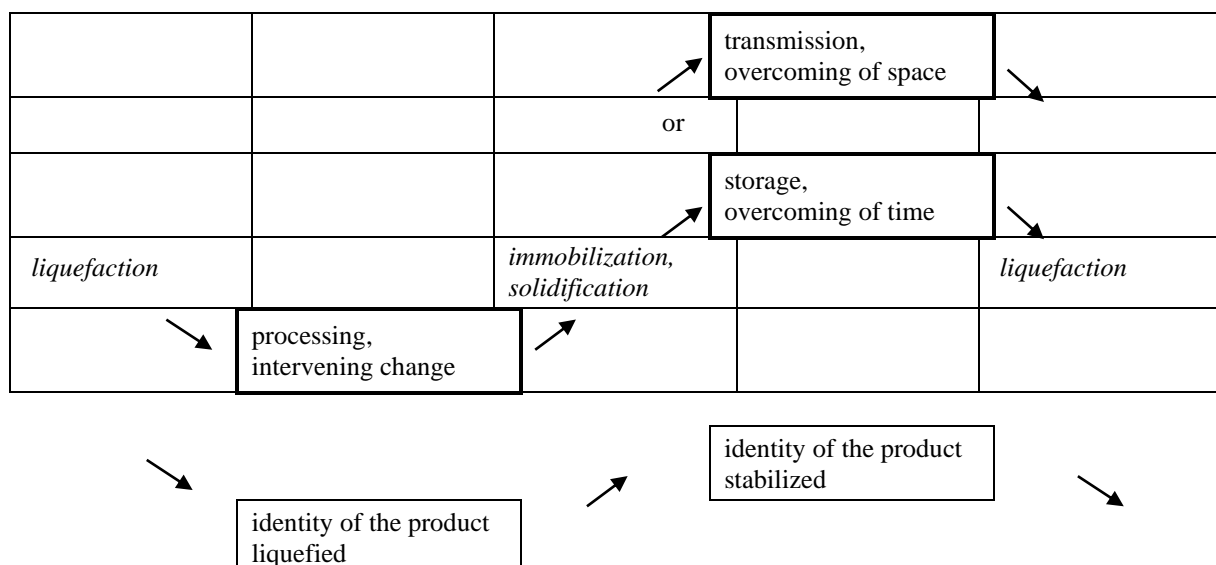 transmission,
overcoming of space
or
storage,
overcoming of time
liquefaction
immobilization,
solidification
liquefaction
processing,
intervening change
identity of the product
stabilized
identity of the product
liquefied